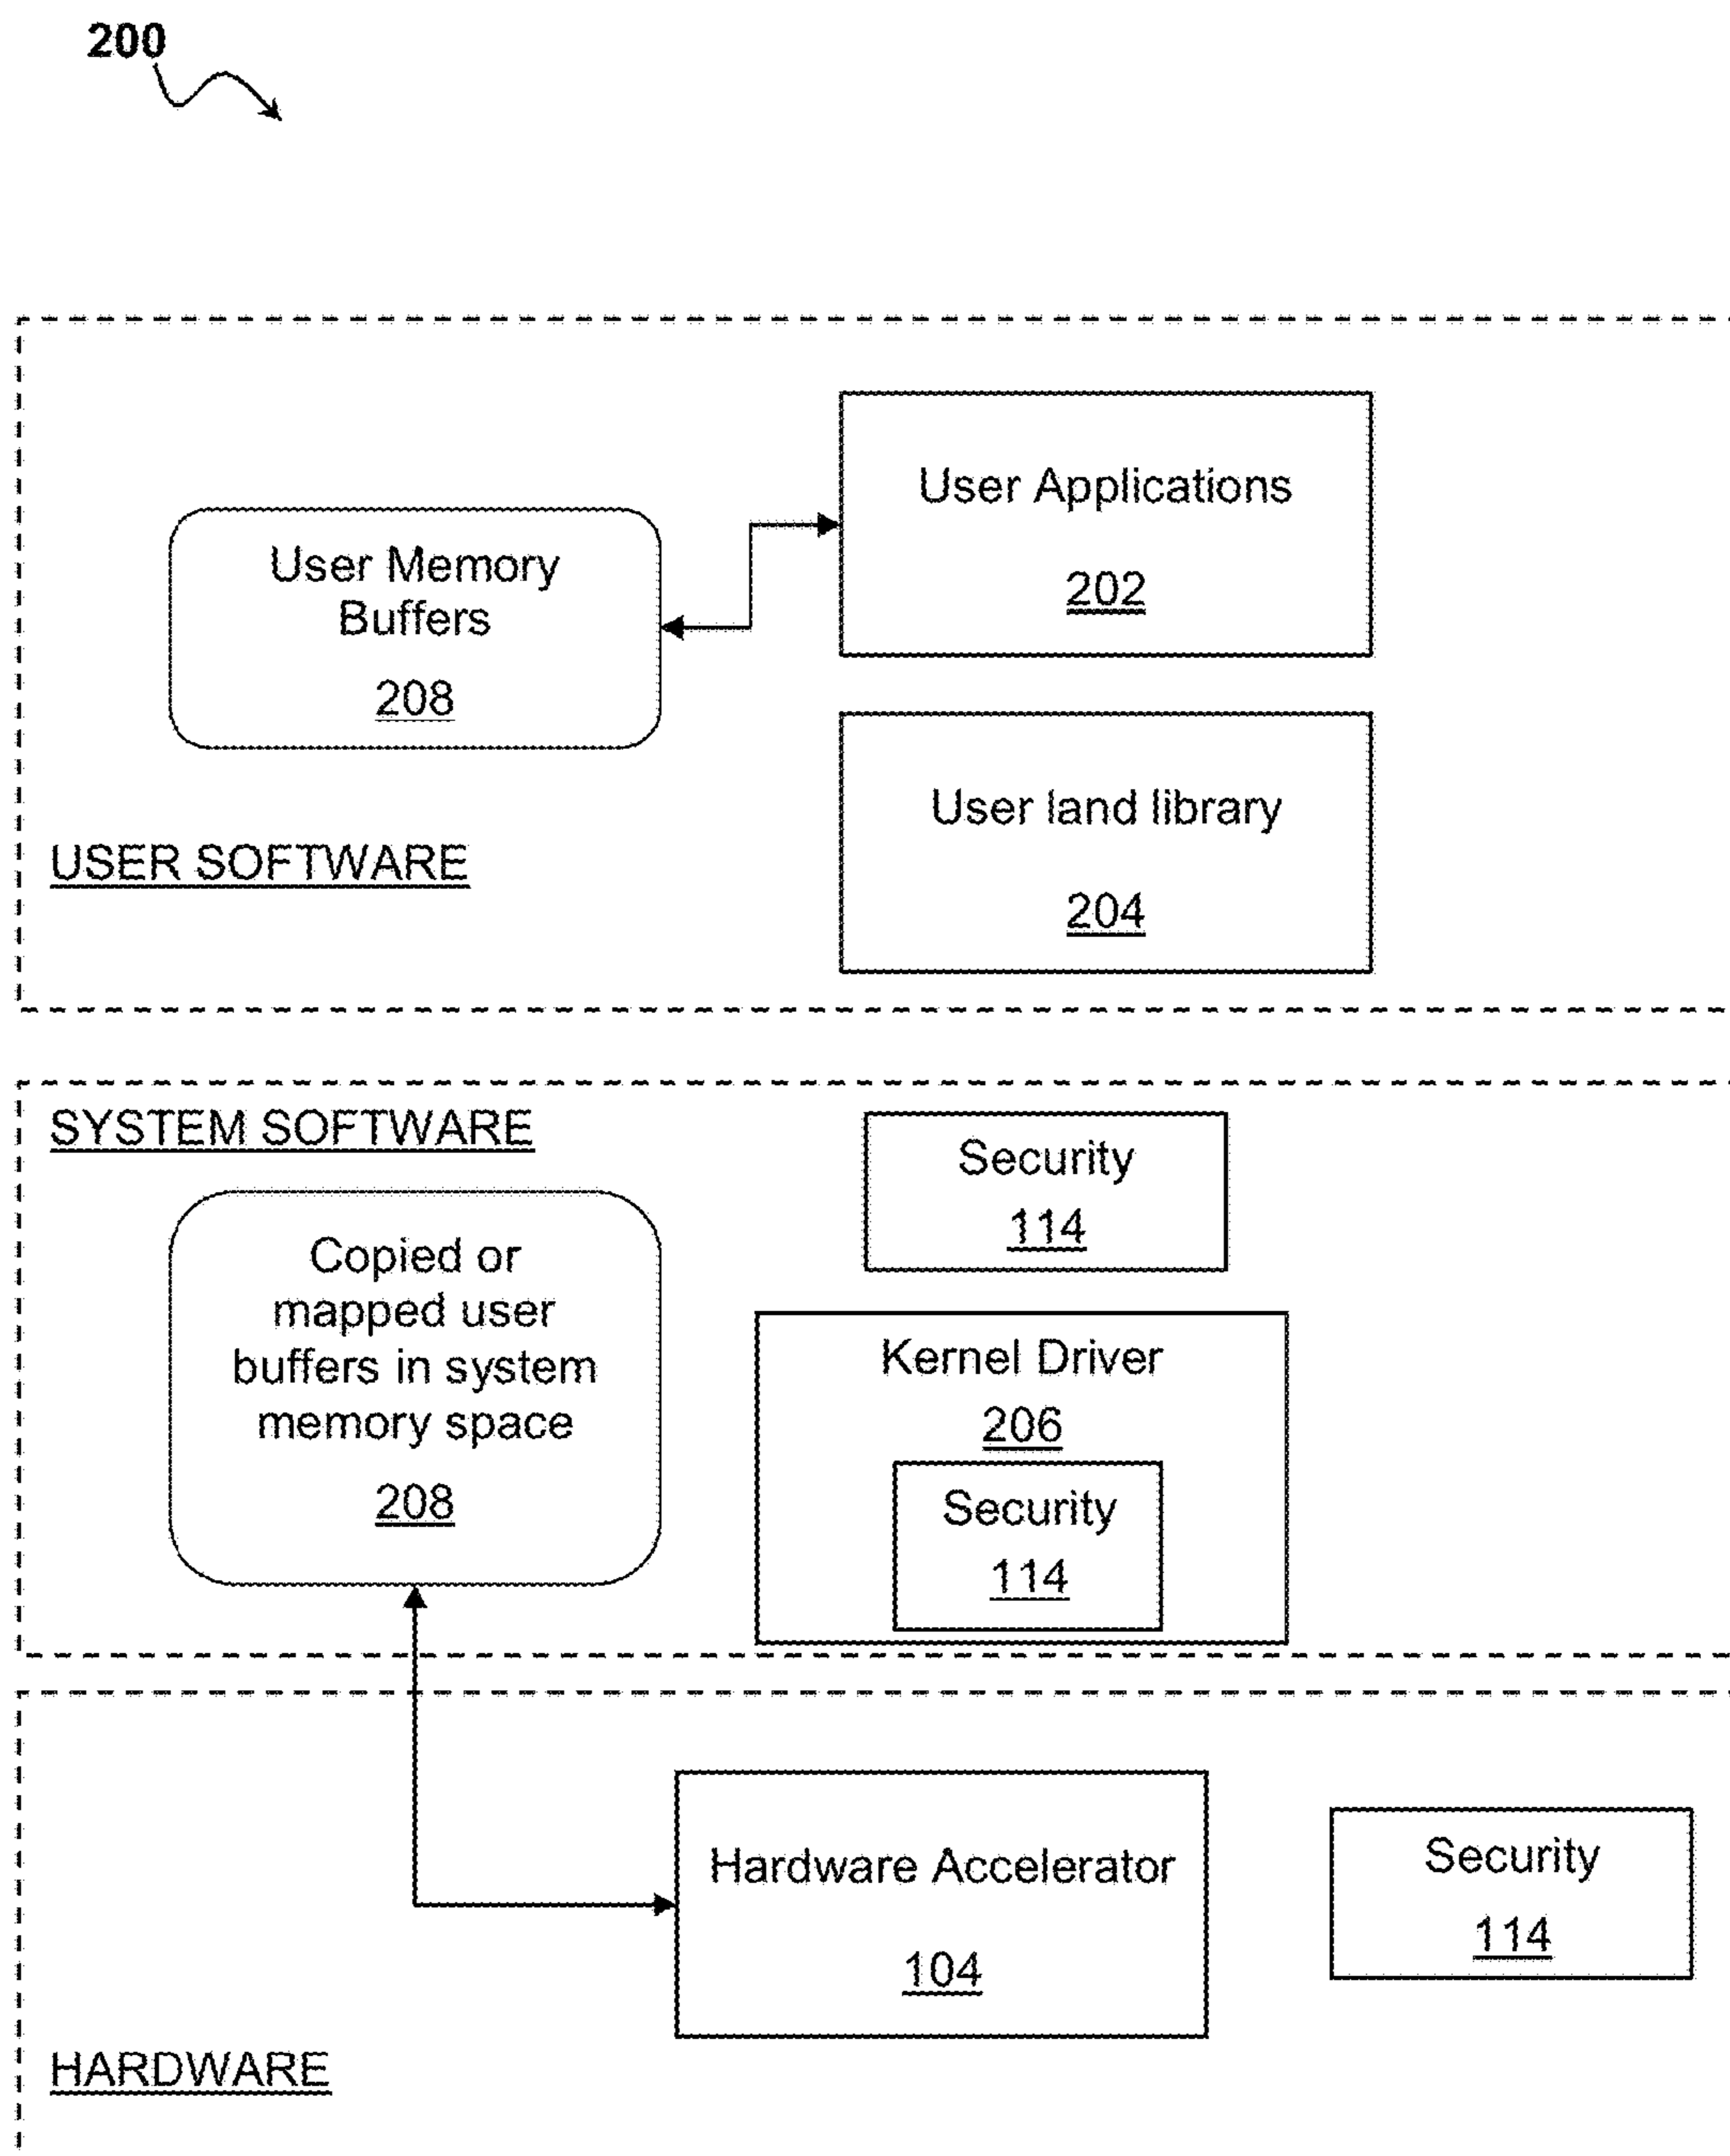 200
User Applications
202
User Memory
Buffers
208
User land library
204
USER SOFTWARE
SYSTEM SOFTWARE
Security
114
Copied or
mapped user
buffers in system
memory space
208
Kernel Driver
206
Security
114
Hardware Accelerator
104
Security
114
HARDWARE